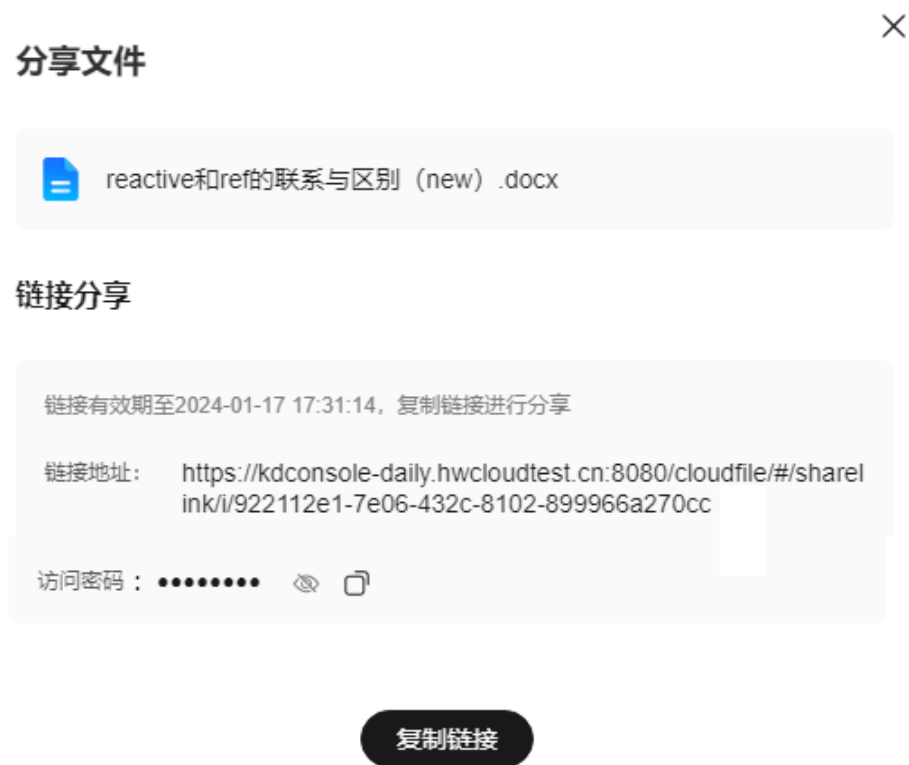 分享文件
reactive和ref的联系与区别（new）.docx
链接分享
链接有效期至2024-01-17 17:31:14，复制链接进行分享
链接地址： https://kdconsole-daily.hwcloudtest.cn:8080/cloudfile/#/sharel
ink/i/922112e1-7e06-432c-8102-899966a270cc
访问密码： ••••••••
复制链接